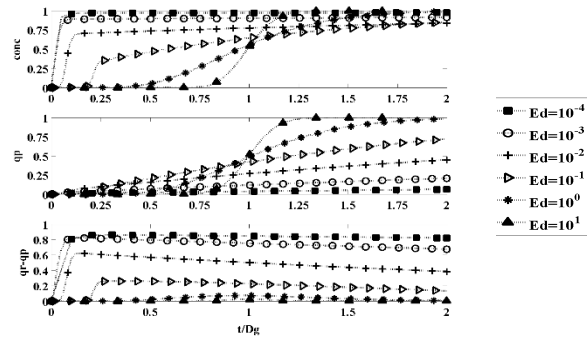 conc
1
0.75
0.5
0.25
0
0 0.25 0.5 0.75 1 1.25 1.5 1.75 2
qp
1
0.75
0.5
0.25
0
0 0.25 0.5 0.75 1 1.25 1.5 1.75 2
qr-qp
0.8
0.6
0.4
0.2
0
0 0.5 1 1.5 2
t/Dg
Ed=10⁻⁴
Ed=10⁻³
Ed=10⁻²
Ed=10⁻¹
Ed=10⁰
Ed=10¹